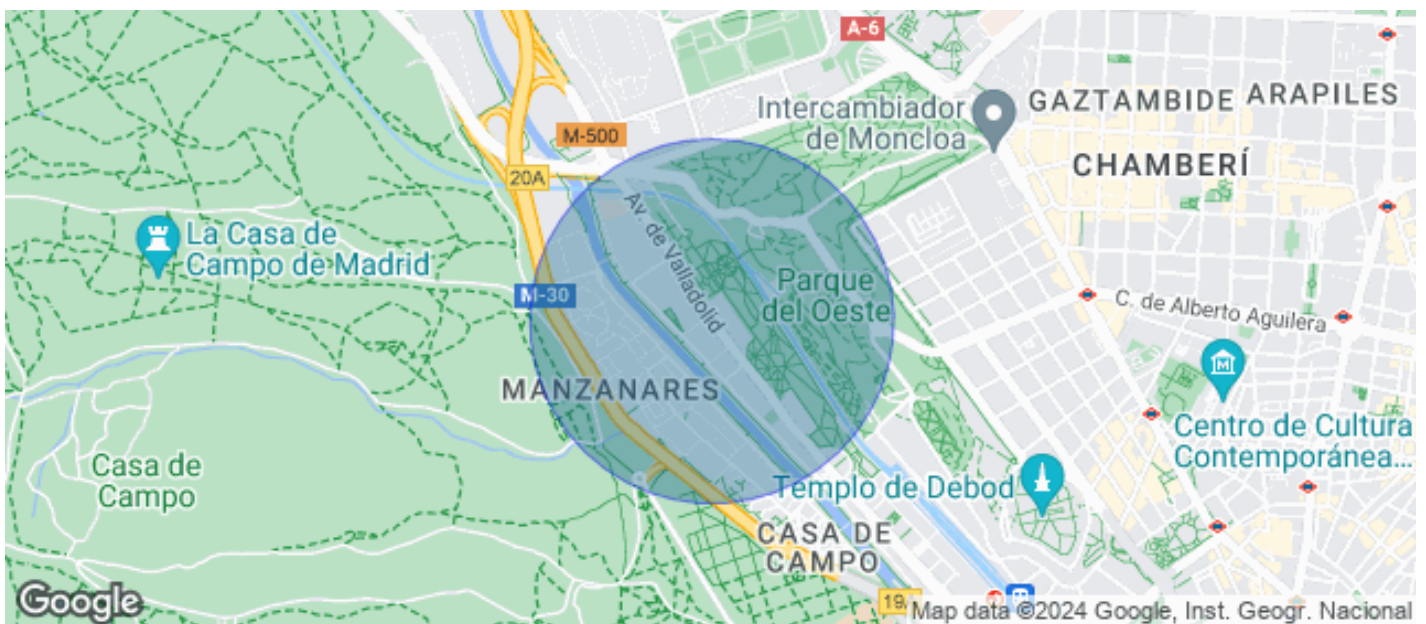 A-6
Intercambiador
de Moncloa
GAZTAMBIDE
ARAPILES
CHAMBERÍ
M-500
20A
Av. de Valladolid
La Casa de
Campo de Madrid
Parque
del Oeste
M-30
C. de Alberto Aguilera
MANZANARES
M
Centro de Cultura
Contemporánea...
Casa de
Campo
Templo de Debod
CASA DE
CAMPO
Google
Map data ©2024 Google, Inst. Geogr. Nacional